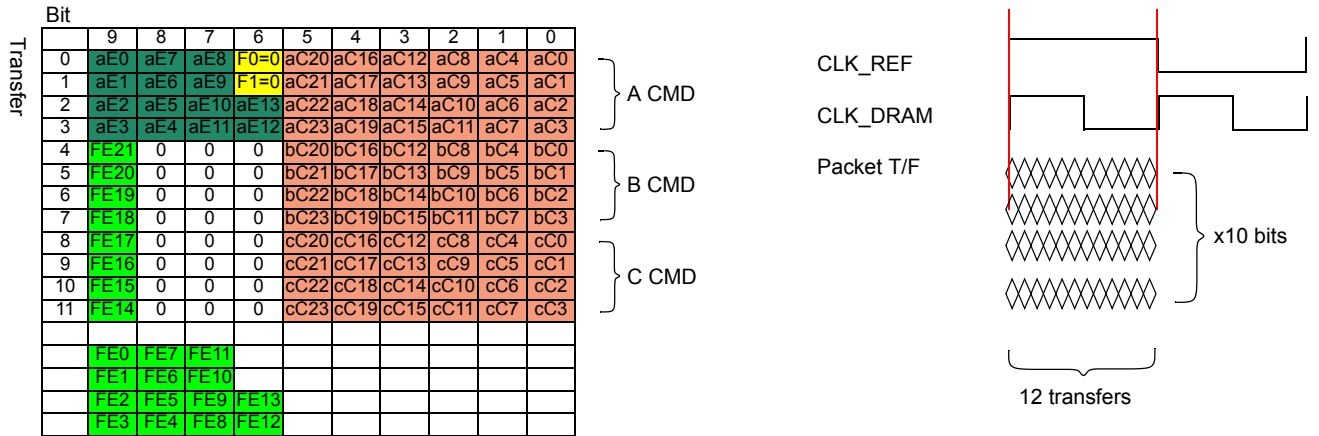 Bit
Transfer
9 8 7 6 5 4 3 2 1 0
0 aE0 aE7 aE8 F0=0 aC20 aC16 aC12 aC8 aC4 aC0
1 aE1 aE6 aE9 F1=0 aC21 aC17 aC13 aC9 aC5 aC1
2 aE2 aE5 aE10 aE13 aC22 aC18 aC14 aC10 aC6 aC2
3 aE3 aE4 aE11 aE12 aC23 aC19 aC15 aC11 aC7 aC3
A CMD
4 FE21 0 0 0 bC20 bC16 bC12 bC8 bC4 bC0
5 FE20 0 0 0 bC21 bC17 bC13 bC9 bC5 bC1
6 FE19 0 0 0 bC22 bC18 bC14 bC10 bC6 bC2
7 FE18 0 0 0 bC23 bC19 bC15 bC11 bC7 bC3
B CMD
8 FE17 0 0 0 cC20 cC16 cC12 cC8 cC4 cC0
9 FE16 0 0 0 cC21 cC17 cC13 cC9 cC5 cC1
10 FE15 0 0 0 cC22 cC18 cC14 cC10 cC6 cC2
11 FE14 0 0 0 cC23 cC19 cC15 cC11 cC7 cC3
C CMD
FE0 FE7 FE11
FE1 FE6 FE10
FE2 FE5 FE9 FE13
FE3 FE4 FE8 FE12
CLK_REF
CLK_DRAM
Packet T/F
x10 bits
12 transfers